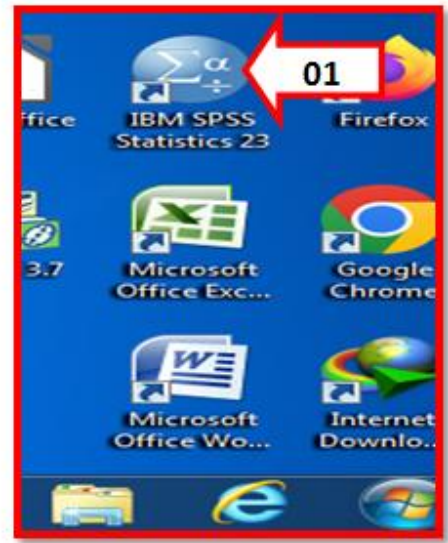 01
ffice
IBM SPSS
Statistics 23
Firefox
3.7
Microsoft
Office Exc...
Google
Chrome
Microsoft
Office Wo...
Internet
Downlo...